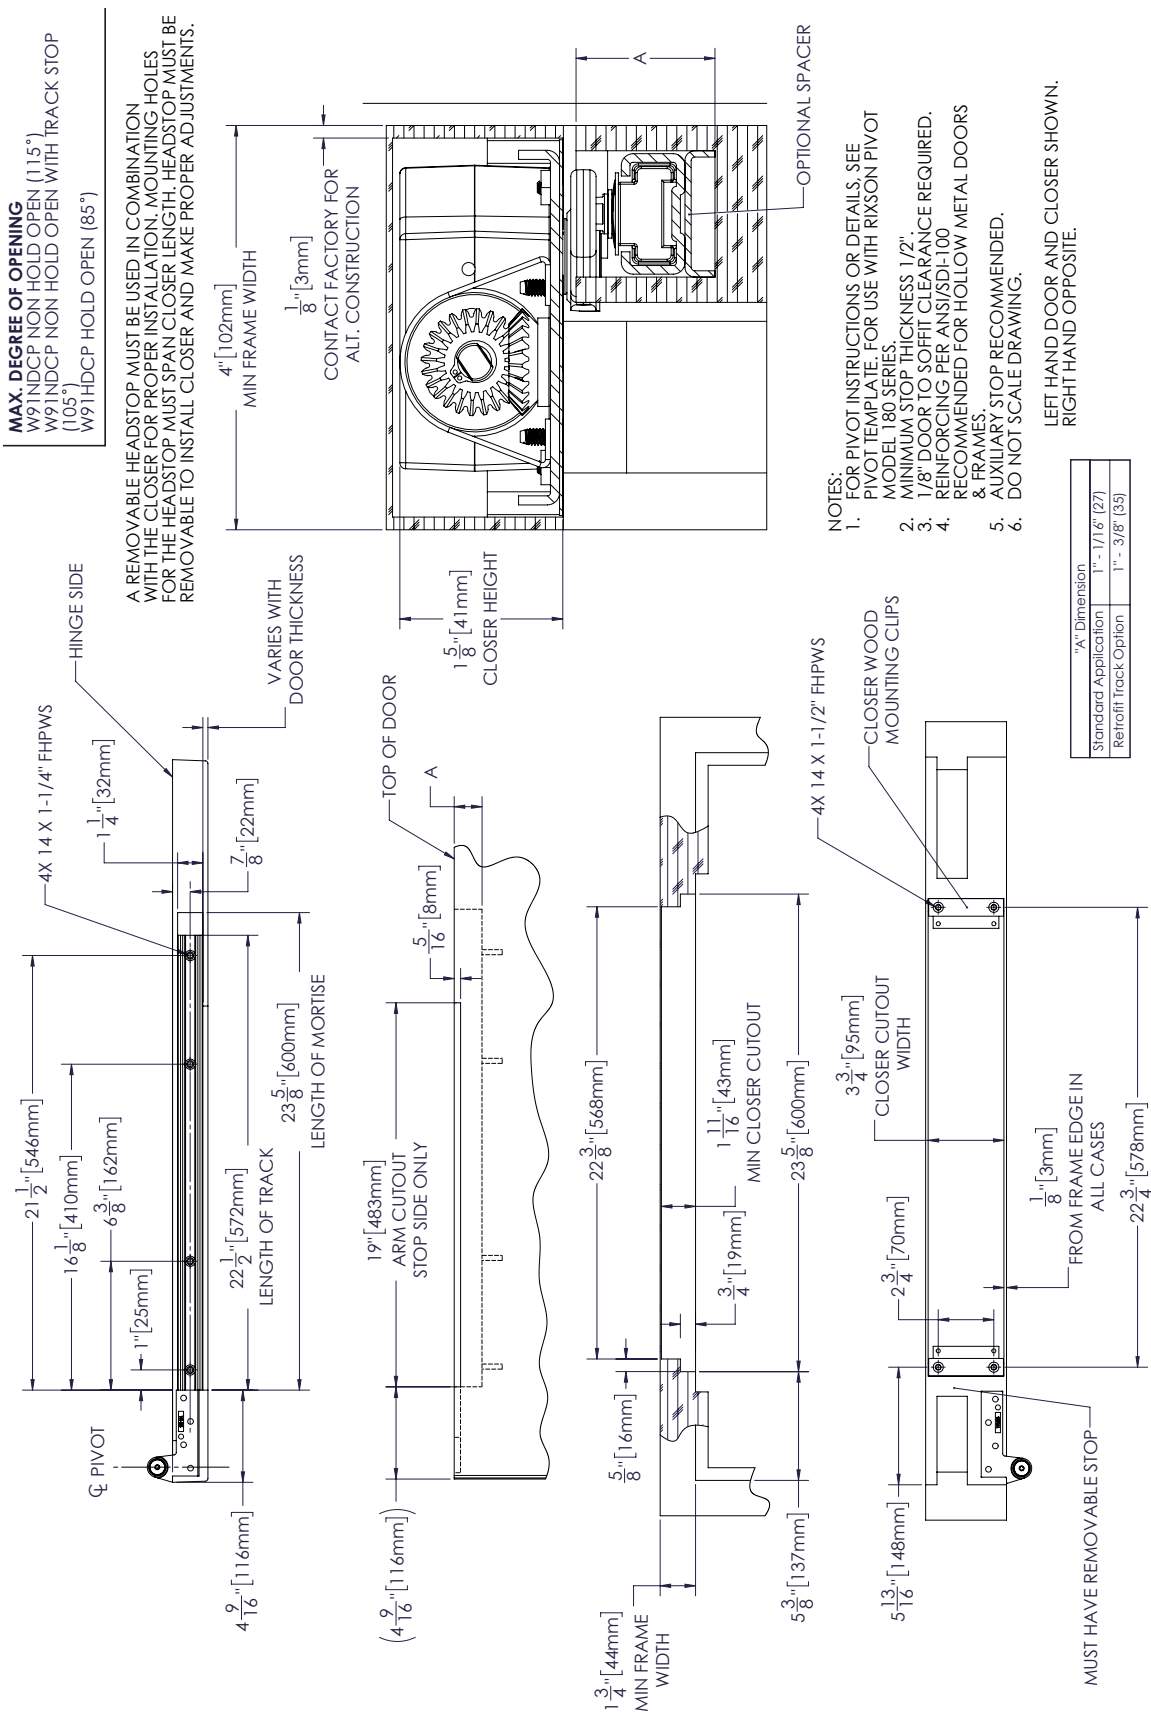 MAX. DEGREE OF OPENING
W91NDCP NON HOLD OPEN (115°)
W91NDCP NON HOLD OPEN WITH TRACK STOP
(105°)
W91HDCP HOLD OPEN (85°)
A REMOVABLE HEADSTOP MUST BE USED IN COMBINATION
WITH THE CLOSER FOR PROPER INSTALLATION, MOUNTING HOLES
FOR THE HEADSTOP MUST SPAN CLOSER LENGTH. HEADSTOP MUST BE
REMOVABLE TO INSTALL CLOSER AND MAKE PROPER ADJUSTMENTS.
21 1/2" [546mm]
16 1/8" [410mm]
6 3/8" [162mm]
1" [25mm]
℄ PIVOT
4 9/16" [116mm]
22 1/2" [572mm]
LENGTH OF TRACK
23 5/8" [600mm]
LENGTH OF MORTISE
4X 14 X 1-1/4" FHPWS
1 1/4" [32mm]
7/8" [22mm]
HINGE SIDE
VARIES WITH
DOOR THICKNESS
4" [102mm]
MIN FRAME WIDTH
1/8" [3mm]
CONTACT FACTORY FOR
ALT. CONSTRUCTION
1 5/8" [41mm]
CLOSER HEIGHT
A
OPTIONAL SPACER
(4 9/16" [116mm])
19" [483mm]
ARM CUTOUT
STOP SIDE ONLY
5/16" [8mm]
A
TOP OF DOOR
1 3/4" [44mm]
MIN FRAME
WIDTH
5/8" [16mm]
22 3/8" [568mm]
3/4" [19mm]
1 11/16" [43mm]
MIN CLOSER CUTOUT
5 3/8" [137mm]
23 5/8" [600mm]
4X 14 X 1-1/2" FHPWS
CLOSER WOOD
MOUNTING CLIPS
3 3/4" [95mm]
CLOSER CUTOUT
WIDTH
5 13/16" [148mm]
2 3/4" [70mm]
1/8" [3mm]
FROM FRAME EDGE IN
ALL CASES
22 3/4" [578mm]
MUST HAVE REMOVABLE STOP
NOTES:
1. FOR PIVOT INSTRUCTIONS OR DETAILS, SEE
PIVOT TEMPLATE. FOR USE WITH RIXSON PIVOT
MODEL 180 SERIES.
2. MINIMUM STOP THICKNESS 1/2".
3. 1/8" DOOR TO SOFFIT CLEARANCE REQUIRED.
4. REINFORCING PER ANSI/SDI-100
RECOMMENDED FOR HOLLOW METAL DOORS
& FRAMES.
5. AUXILIARY STOP RECOMMENDED.
6. DO NOT SCALE DRAWING.
LEFT HAND DOOR AND CLOSER SHOWN.
RIGHT HAND OPPOSITE.
"A" Dimension
Standard Application 1" - 1/16" (27)
Retrofit Track Option 1" - 3/8" (35)